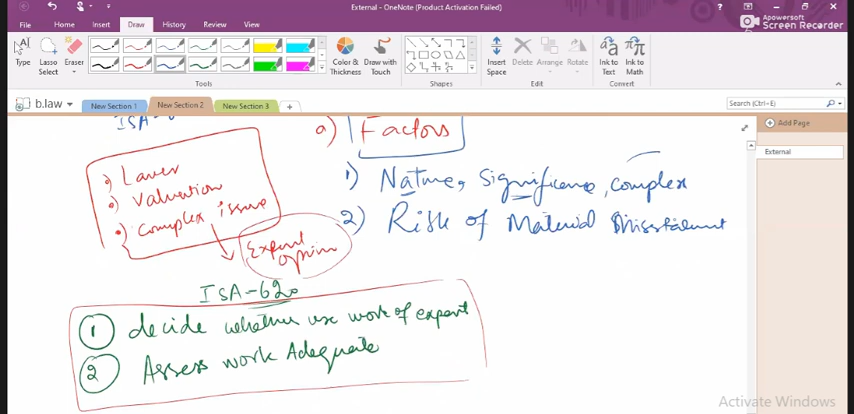 External - OneNote (Product Activation Failed)
Apowersoft
Screen Recorder
File Home Insert Draw History Review View
Type
Lasso Select
Eraser
Color & Thickness
Draw with Touch
Insert Space
Delete
Arrange
Rotate
Ink to Text
Ink to Math
Tools
Shapes
Edit
Convert
b.law
New Section 1
New Section 2
New Section 3
Search (Ctrl+E)
Add Page
External
ISA-6
a) Factors
Valuation
Complex issue
Expert
1) Nature, significance, complex
2) Risk of Material
ISA-620
1 decide whether use work of expert
2 Assess work Adequate
Activate Windows